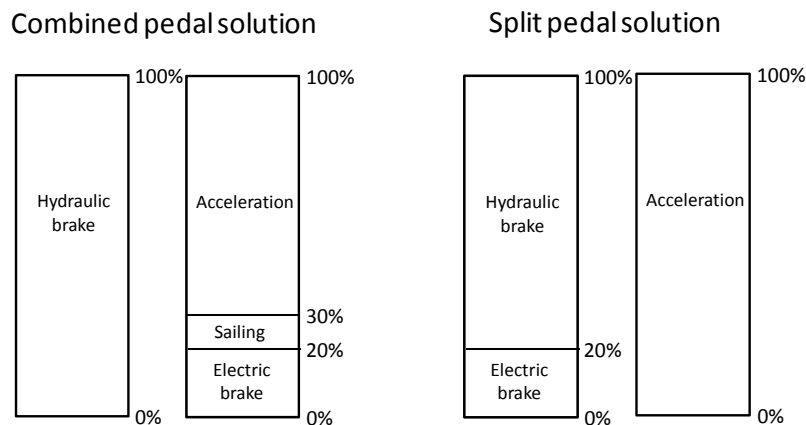 Combined pedal solution
100%
Hydraulic
brake
0%
100%
Acceleration
30%
Sailing
20%
Electric
brake
0%
Split pedal solution
100%
Hydraulic
brake
20%
Electric
brake
0%
100%
Acceleration
0%